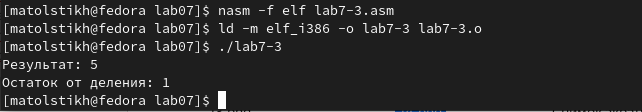 [matolstikh@fedora lab07]$ nasm -f elf lab7-3.asm
[matolstikh@fedora lab07]$ ld -m elf_i386 -o lab7-3 lab7-3.o
[matolstikh@fedora lab07]$ ./lab7-3
Результат: 5
Остаток от деления: 1
[matolstikh@fedora lab07]$